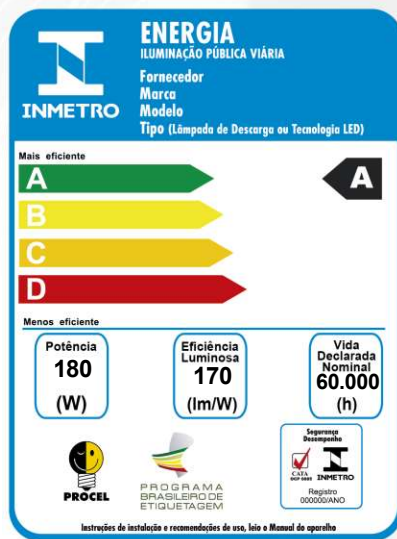 ENERGIA
ILUMINAÇÃO PÚBLICA VIÁRIA
Fornecedor
Marca
Modelo
Tipo (Lâmpada de Descarga ou Tecnologia LED)
INMETRO
Mais eficiente
A
A
B
C
D
Menos eficiente
Potência
180
(W)
Eficiência
Luminosa
170
(lm/W)
Vida
Declarada
Nominal
60.000
(h)
PROCEL
PROGRAMA
BRASILEIRO DE
ETIQUETAGEM
Segurança
Desempenho
INMETRO
Registro
000000/ANO
Instruções de instalação e recomendações de uso, leia o Manual do aparelho